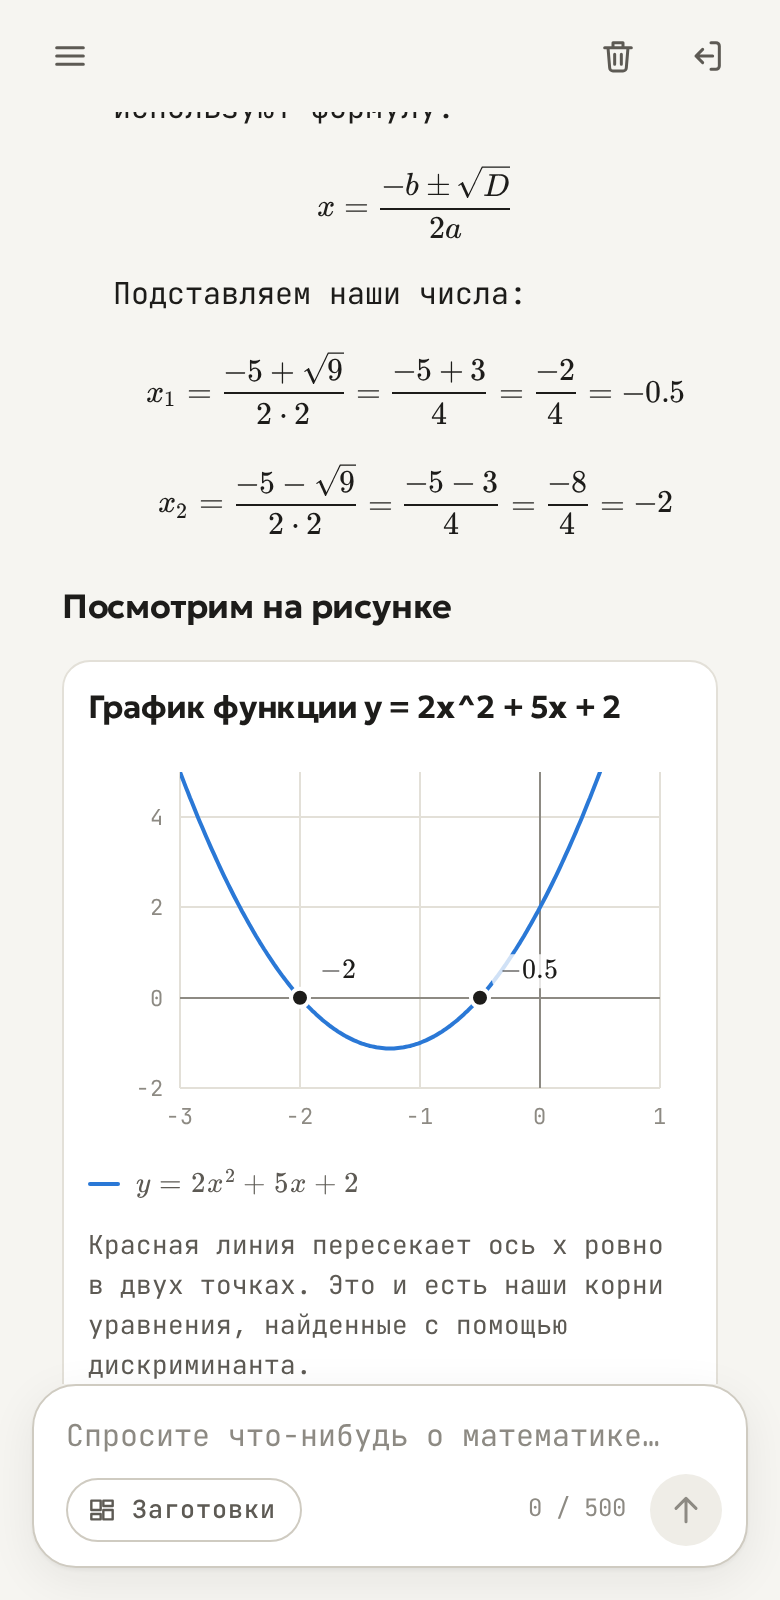 используют формулу:
x = (−b ± √D) / 2a
Подставляем наши числа:
x₁ = (−5 + √9) / (2 · 2) = (−5 + 3) / 4 = −2 / 4 = −0.5
x₂ = (−5 − √9) / (2 · 2) = (−5 − 3) / 4 = −8 / 4 = −2
Посмотрим на рисунке
График функции y = 2x^2 + 5x + 2
4
2
0
-2
−2
−0.5
-3
-2
-1
0
1
y = 2x² + 5x + 2
Красная линия пересекает ось x ровно
в двух точках. Это и есть наши корни
уравнения, найденные с помощью
дискриминанта.
Спросите что-нибудь о математике…
Заготовки
0 / 500